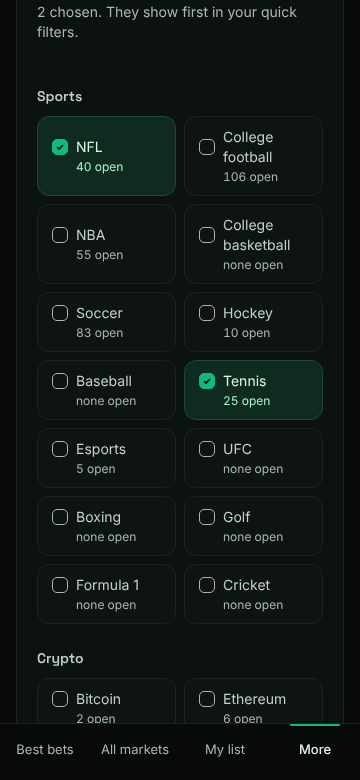 2 chosen. They show first in your quick
filters.
Sports
NFL
40 open
College
football
106 open
NBA
55 open
College
basketball
none open
Soccer
83 open
Hockey
10 open
Baseball
none open
Tennis
25 open
Esports
5 open
UFC
none open
Boxing
none open
Golf
none open
Formula 1
none open
Cricket
none open
Crypto
Bitcoin
2 open
Ethereum
6 open
Best bets
All markets
My list
More